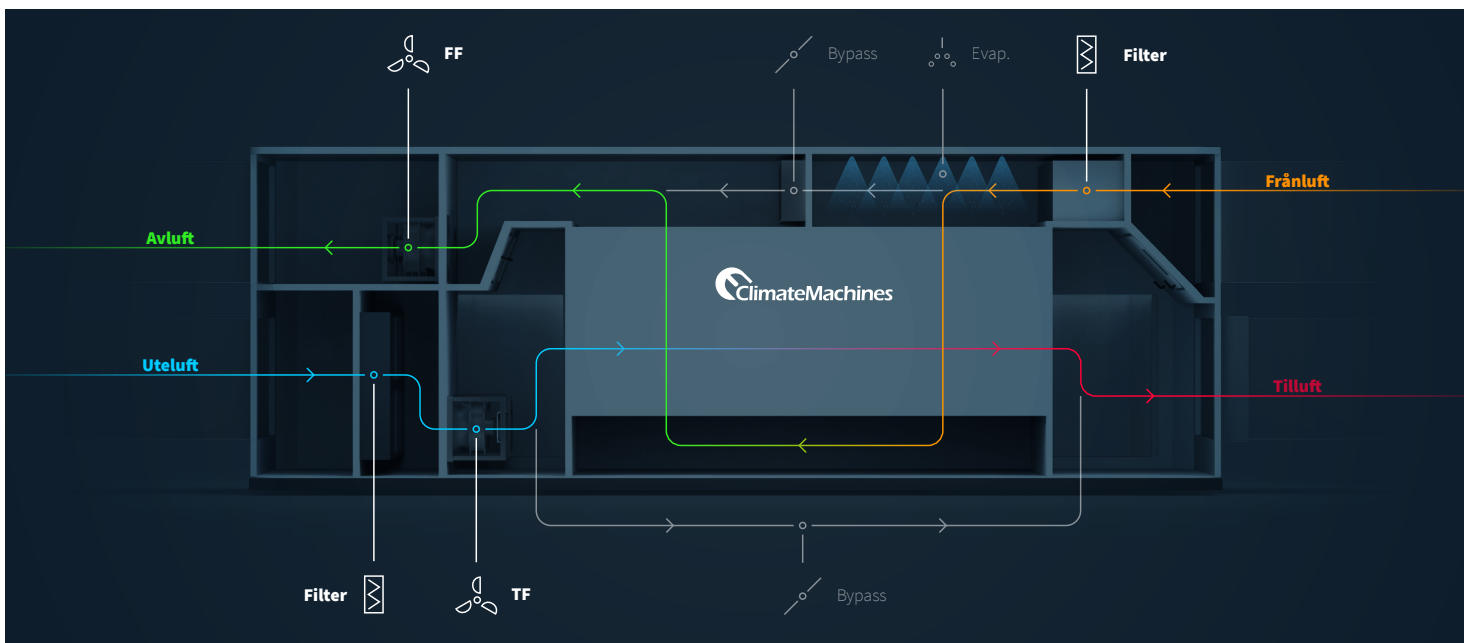 FF
Bypass
Evap.
Filter
Frånluft
Avluft
ClimateMachines
Uteluft
Tilluft
Filter
TF
Bypass